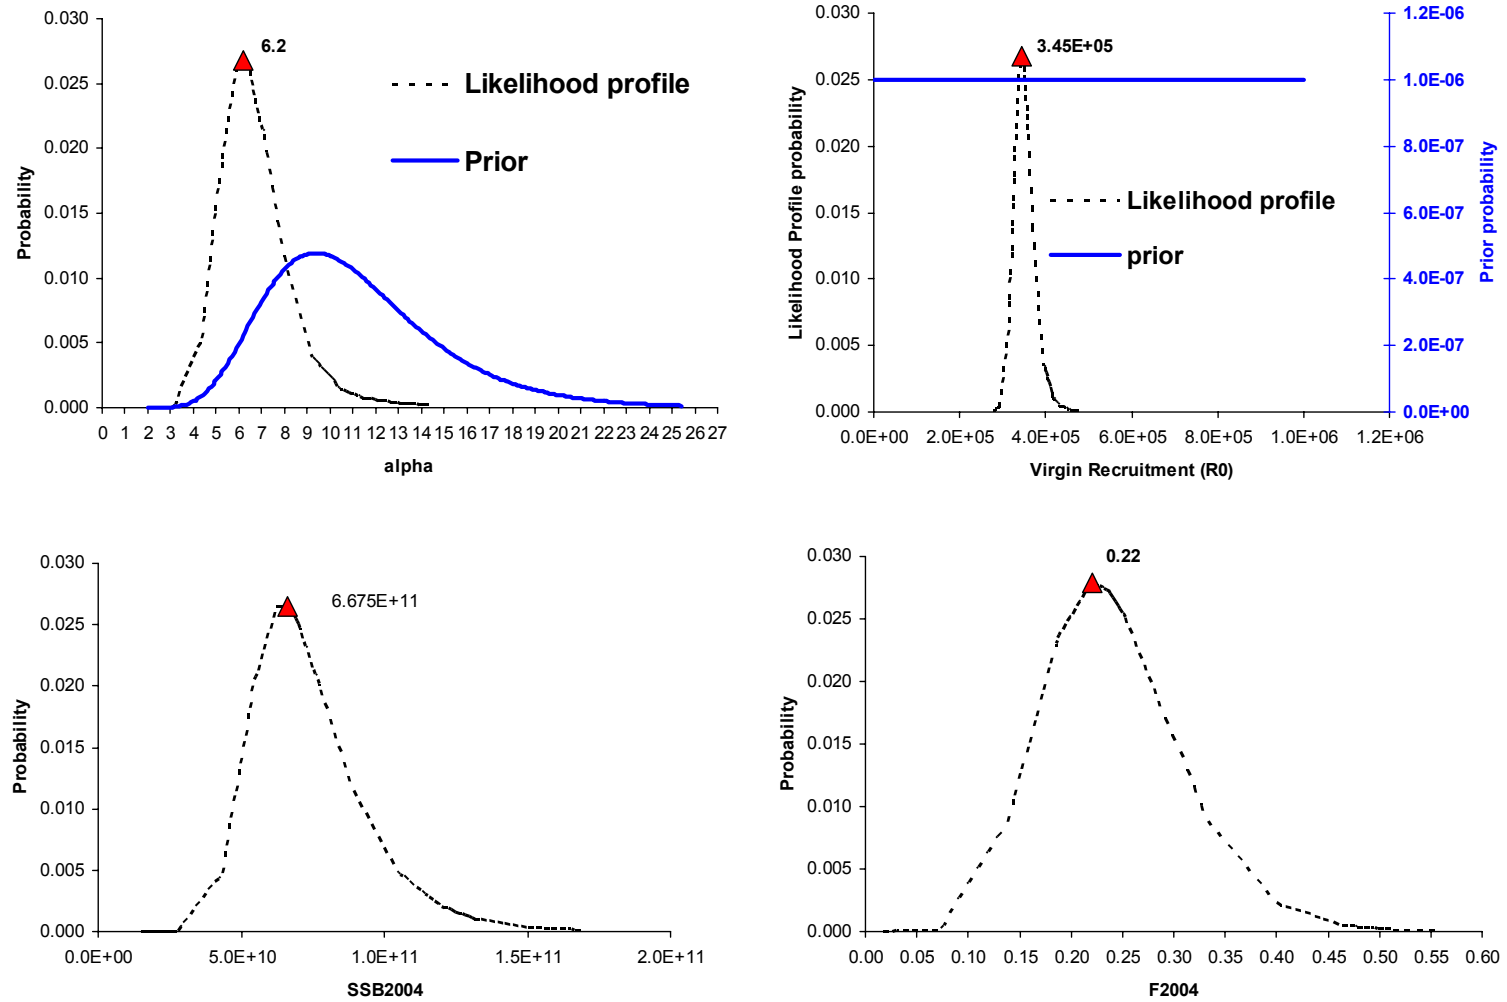 0.030
0.025
0.020
0.015
0.010
0.005
0.000
Probability
6.2
Likelihood profile
Prior
0 1 2 3 4 5 6 7 8 9 10 11 12 13 14 15 16 17 18 19 20 21 22 23 24 25 26 27
alpha
0.030
0.025
0.020
0.015
0.010
0.005
0.000
Likelihood Profile probability
3.45E+05
Likelihood profile
prior
1.2E-06
1.0E-06
8.0E-07
6.0E-07
4.0E-07
2.0E-07
0.0E+00
Prior probability
0.0E+00 2.0E+05 4.0E+05 6.0E+05 8.0E+05 1.0E+06 1.2E+06
Virgin Recruitment (R0)
0.030
0.025
0.020
0.015
0.010
0.005
0.000
Probability
6.675E+11
0.0E+00 5.0E+10 1.0E+11 1.5E+11 2.0E+11
SSB2004
0.030
0.025
0.020
0.015
0.010
0.005
0.000
Probability
0.22
0.00 0.05 0.10 0.15 0.20 0.25 0.30 0.35 0.40 0.45 0.50 0.55 0.60
F2004